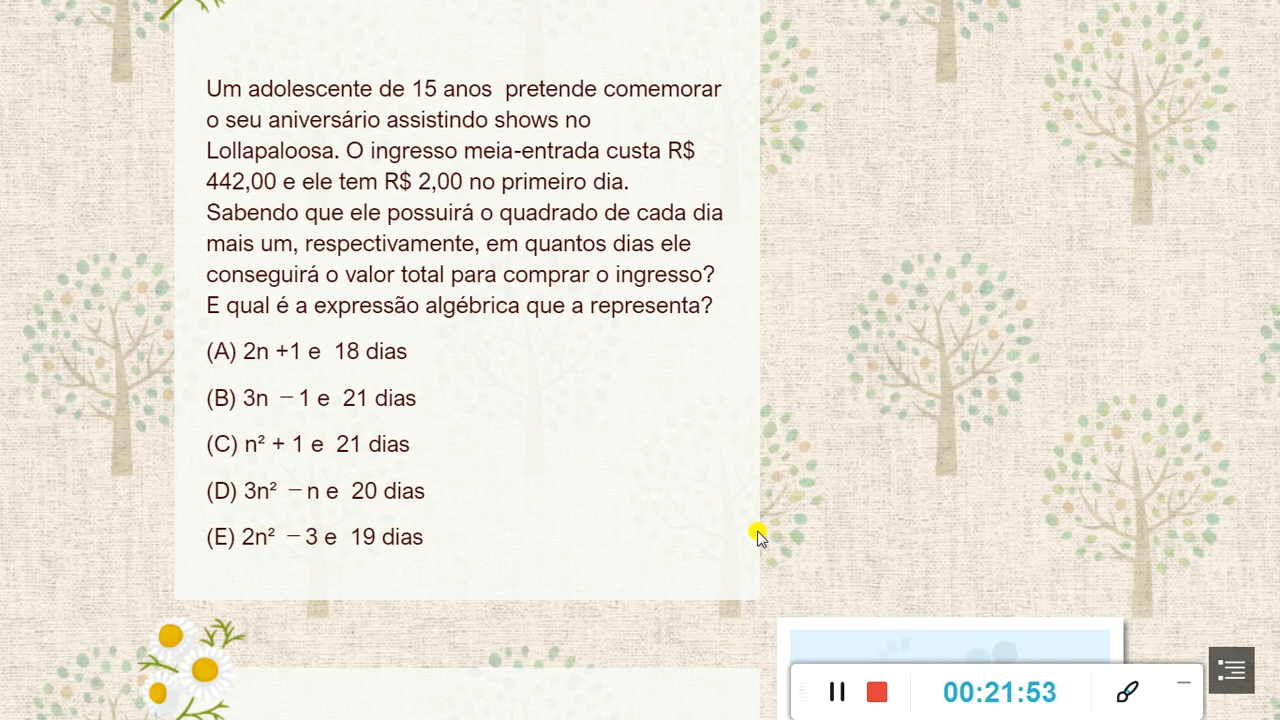 Um adolescente de 15 anos  pretende comemorar
o seu aniversário assistindo shows no
Lollapaloosa. O ingresso meia-entrada custa R$
442,00 e ele tem R$ 2,00 no primeiro dia.
Sabendo que ele possuirá o quadrado de cada dia
mais um, respectivamente, em quantos dias ele
conseguirá o valor total para comprar o ingresso?
E qual é a expressão algébrica que a representa?
(A) 2n +1 e  18 dias
(B) 3n − 1 e  21 dias
(C) n² + 1 e  21 dias
(D) 3n² − n e  20 dias
(E) 2n² − 3 e  19 dias
00:21:53